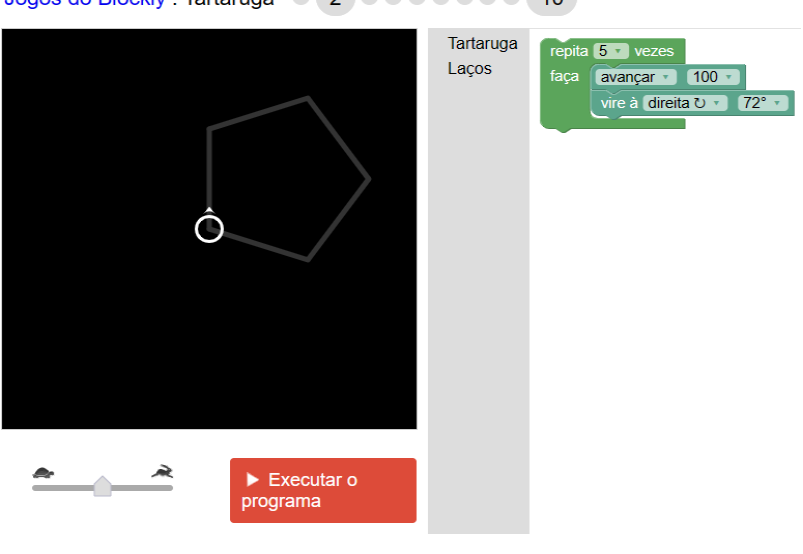 Jogos do Blockly : Tartaruga 2 10
Tartaruga
Laços
repita 5 vezes
faça avançar 100
vire à direita ↻ 72°
Executar o
programa